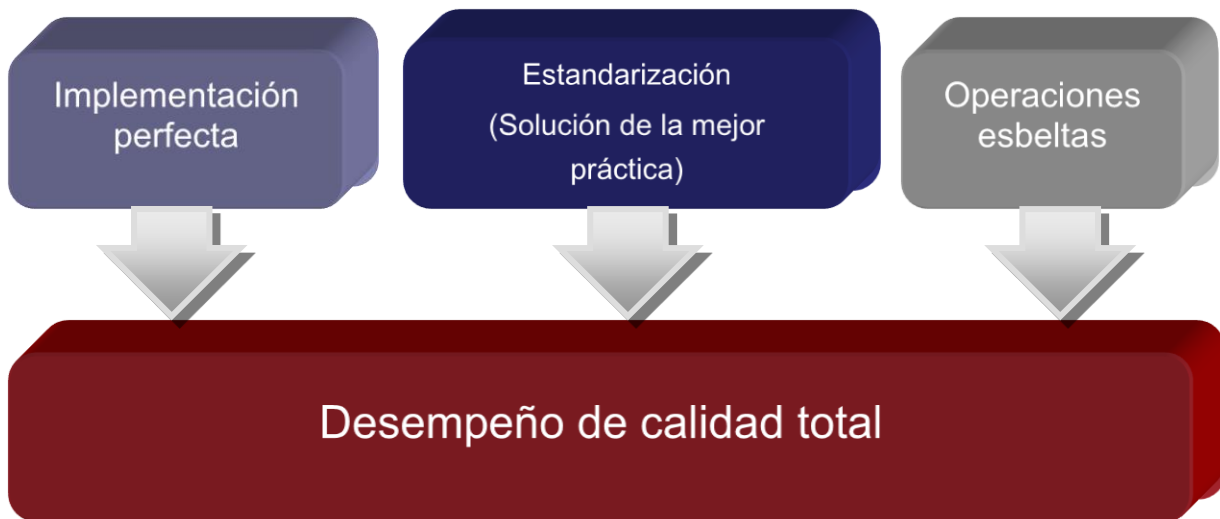 Implementación
perfecta
Estandarización
(Solución de la mejor
práctica)
Operaciones
esbeltas
Desempeño de calidad total